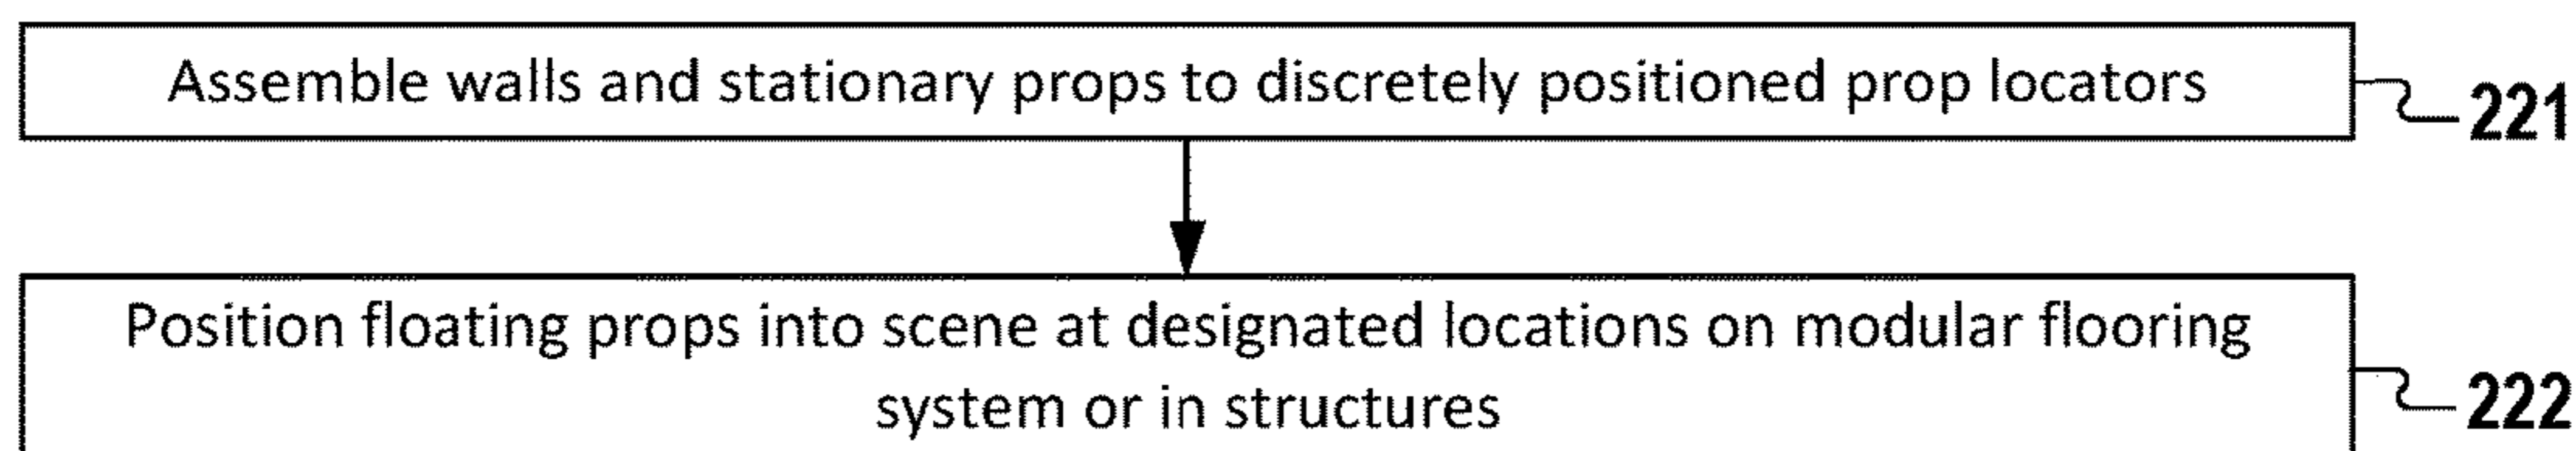 Assemble walls and stationary props to discretely positioned prop locators
221
Position floating props into scene at designated locations on modular flooring
system or in structures
222